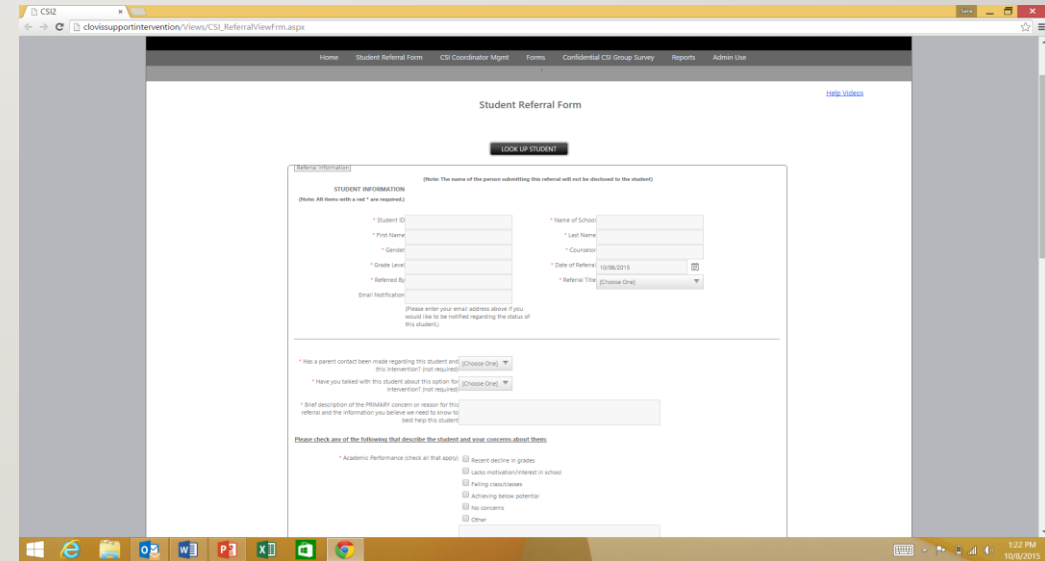 CSI2
Sane
clovissupportintervention/Views/CSI_ReferralViewFrm.aspx
Home Student Referral Form CSI Coordinator Mgmt Forms Confidential CSI Group Survey Reports Admin Use
Help Videos
Student Referral Form
LOOK UP STUDENT
Referral Information
(Note: The name of the person submitting this referral will not be disclosed to the student)
STUDENT INFORMATION
(Note: All items with a red * are required.)
* Student ID * Name of School
* First Name * Last Name
* Gender * Counselor
* Grade Level * Date of Referral 10/08/2015
* Referred By * Referral Title [Choose One]
Email Notification
(Please enter your email address above if you
would like to be notified regarding the status of
this student.)
* Has a parent contact been made regarding this student and [Choose One]
this intervention? (not required)
* Have you talked with this student about this option for [Choose One]
intervention? (not required)
* Brief description of the PRIMARY concern or reason for this
referral and the information you believe we need to know to
best help this student
Please check any of the following that describe the student and your concerns about them:
* Academic Performance (check all that apply) Recent decline in grades
Lacks motivation/interest in school
Failing class/classes
Achieving below potential
No concerns
Other
1:22 PM
10/8/2015